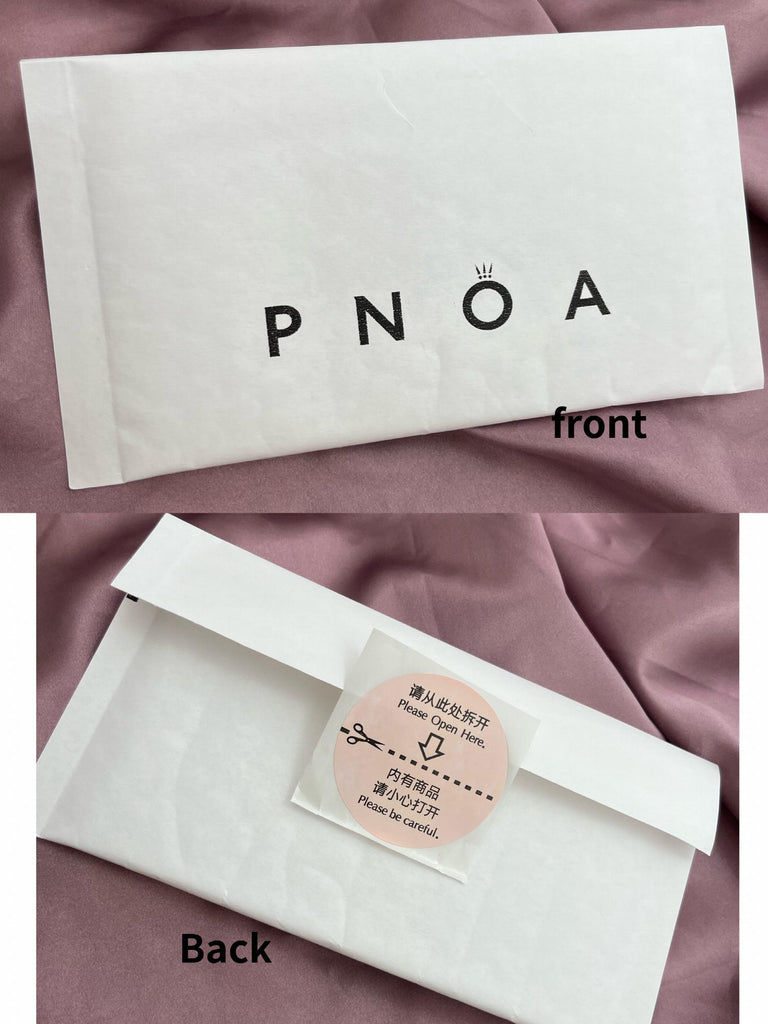 PNOA
front
请从此处拆开
Please Open Here.
内有商品
请小心打开
Please be careful.
Back